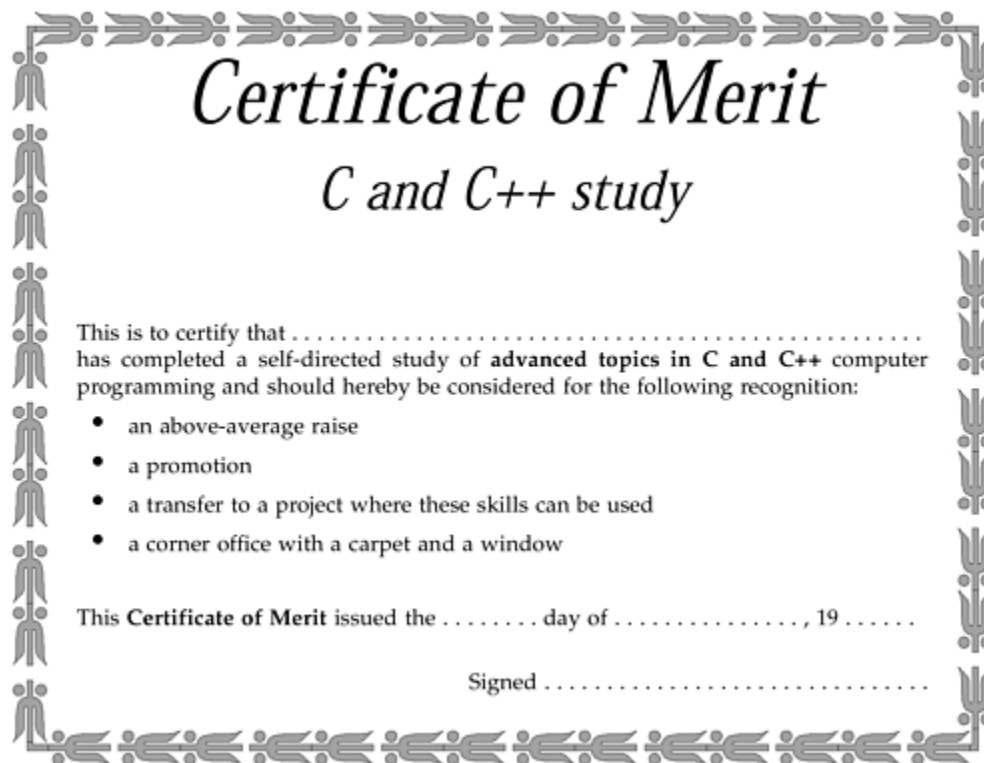 Certificate of Merit
C and C++ study
This is to certify that . . . . . . . . . . . . . . . . . . . . . . . . . . . . . . . . . . . . . . . . . . . . . . . . . .
has completed a self-directed study of advanced topics in C and C++ computer
programming and should hereby be considered for the following recognition:
• an above-average raise
• a promotion
• a transfer to a project where these skills can be used
• a corner office with a carpet and a window
This Certificate of Merit issued the . . . . . . . . day of . . . . . . . . . . . . . . . , 19 . . . . . .
Signed . . . . . . . . . . . . . . . . . . . . . . . . . . . . . . .